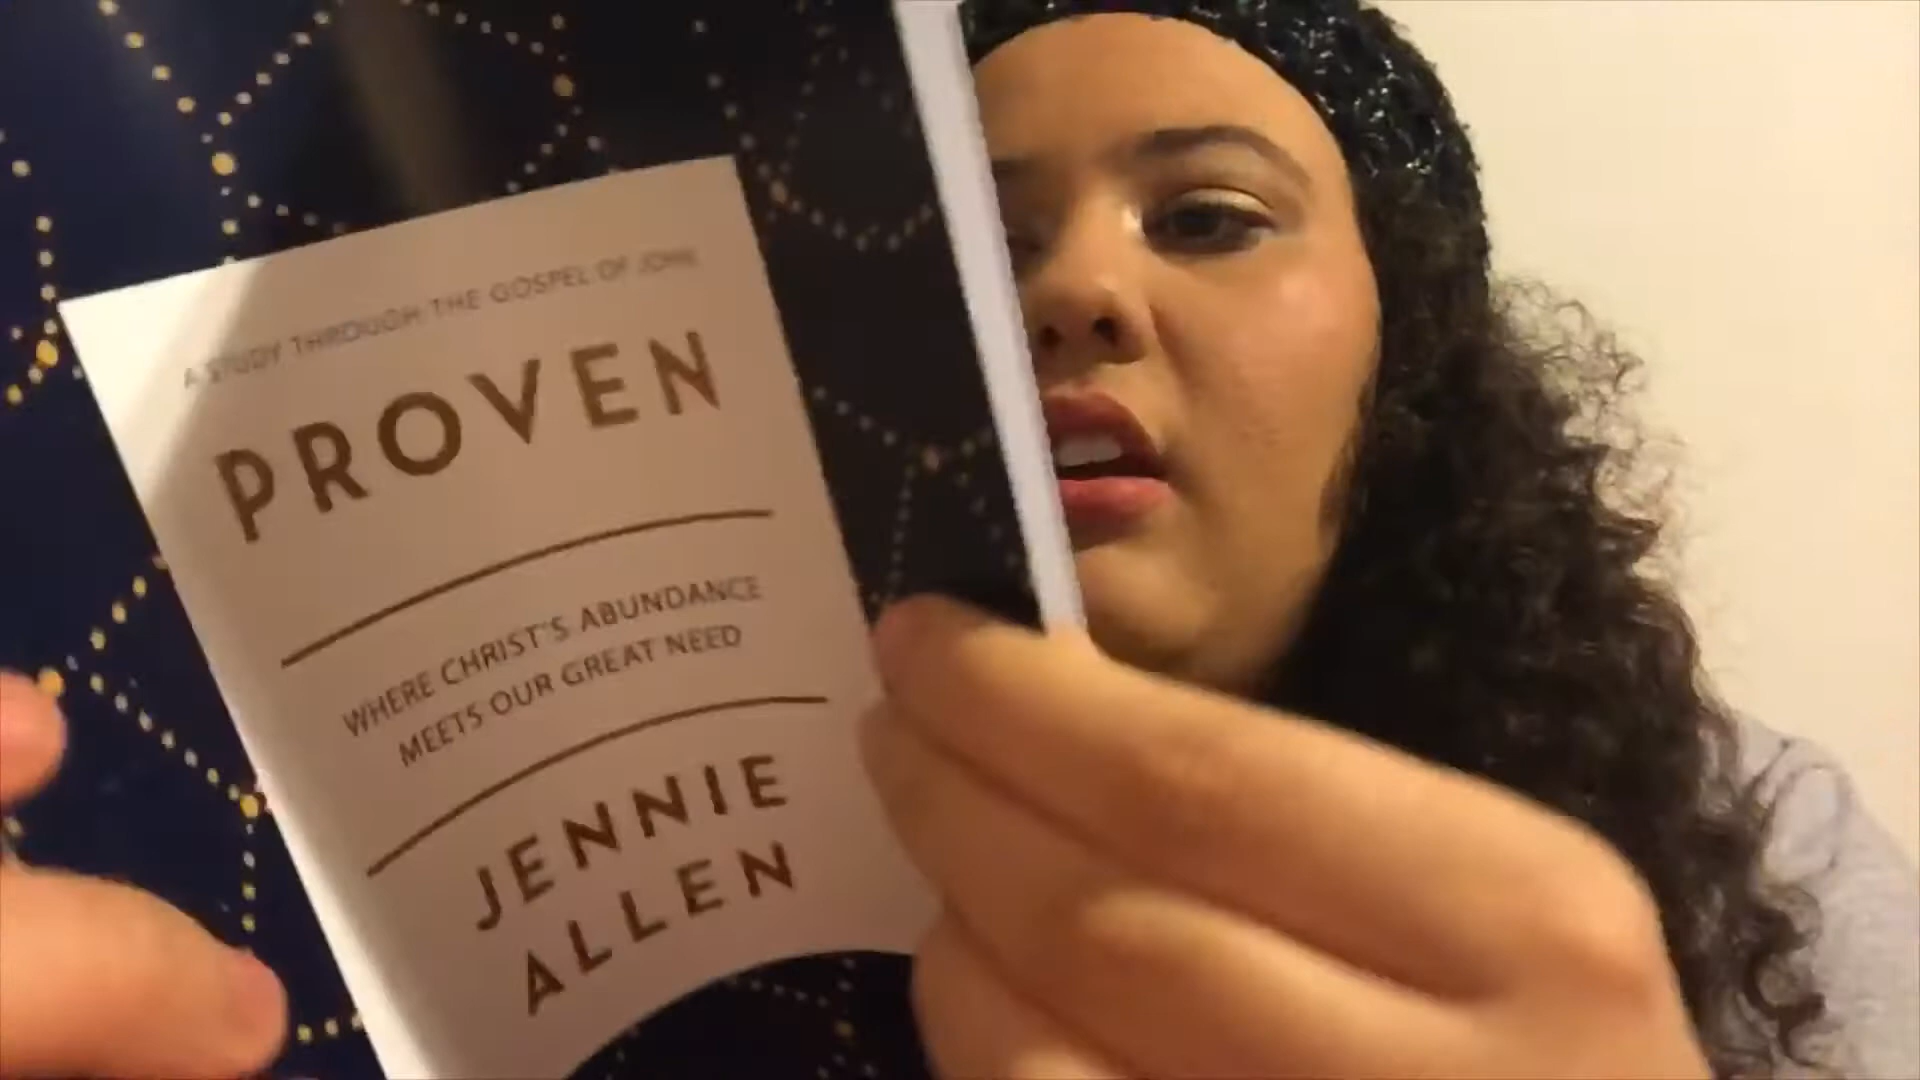 A STUDY THROUGH THE GOSPEL OF JOHN
PROVEN
WHERE CHRIST'S ABUNDANCE
MEETS OUR GREAT NEED
JENNIE
ALLEN